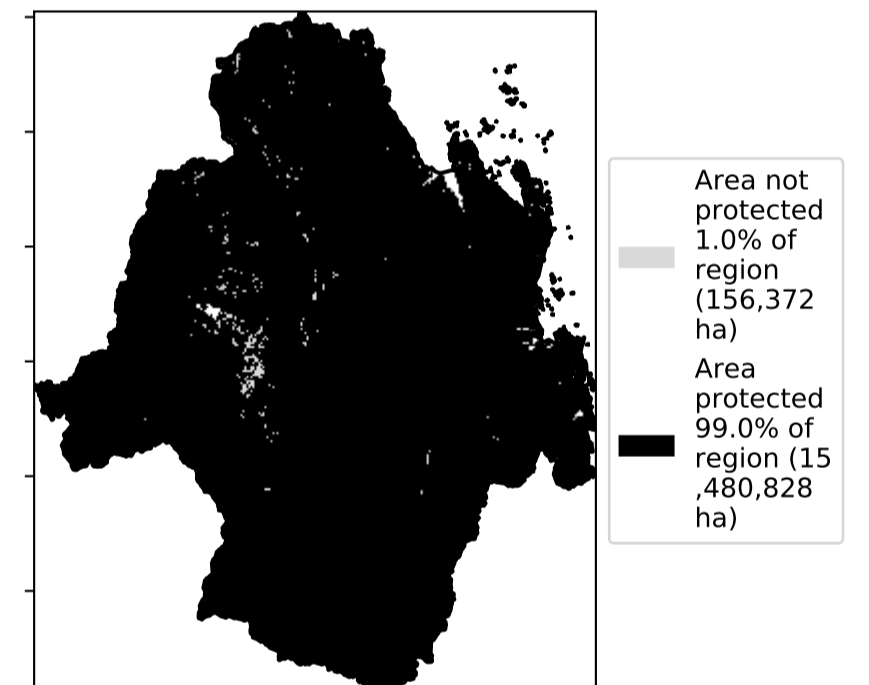 Area not
protected
1.0% of
region
(156,372
ha)
Area
protected
99.0% of
region (15
,480,828
ha)